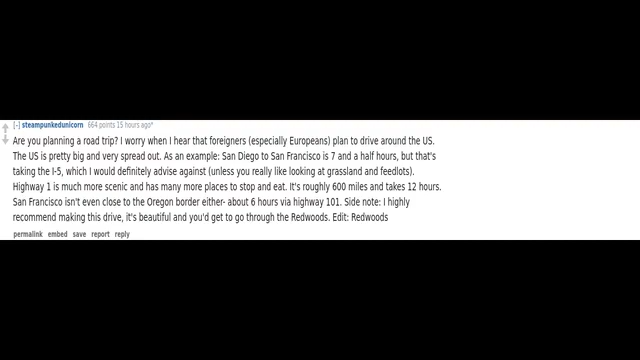 [-] steampunkedunicorn 664 points 15 hours ago*
Are you planning a road trip? I worry when I hear that foreigners (especially Europeans) plan to drive around the US.
The US is pretty big and very spread out. As an example: San Diego to San Francisco is 7 and a half hours, but that's
taking the I-5, which I would definitely advise against (unless you really like looking at grassland and feedlots).
Highway 1 is much more scenic and has many more places to stop and eat. It's roughly 600 miles and takes 12 hours.
San Francisco isn't even close to the Oregon border either- about 6 hours via highway 101. Side note: I highly
recommend making this drive, it's beautiful and you'd get to go through the Redwoods. Edit: Redwoods
permalink embed save report reply